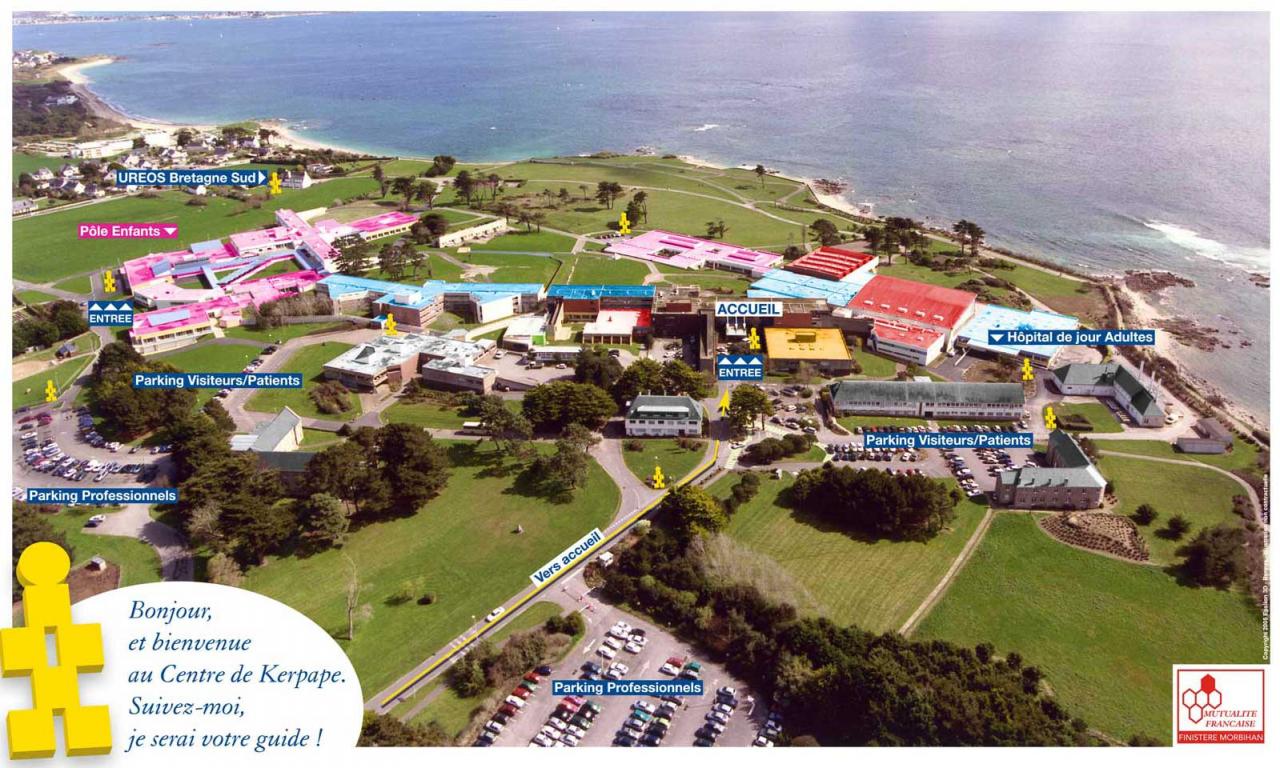 UREOS Bretagne Sud
Pôle Enfants
ENTREE
ACCUEIL
Hôpital de jour Adultes
ENTREE
Parking Visiteurs/Patients
Parking Visiteurs/Patients
Parking Professionnels
Vers accueil
Parking Professionnels
Bonjour,
et bienvenue
au Centre de Kerpape.
Suivez-moi,
je serai votre guide !
MUTUALITE
FRANCAISE
FINISTERE MORBIHAN